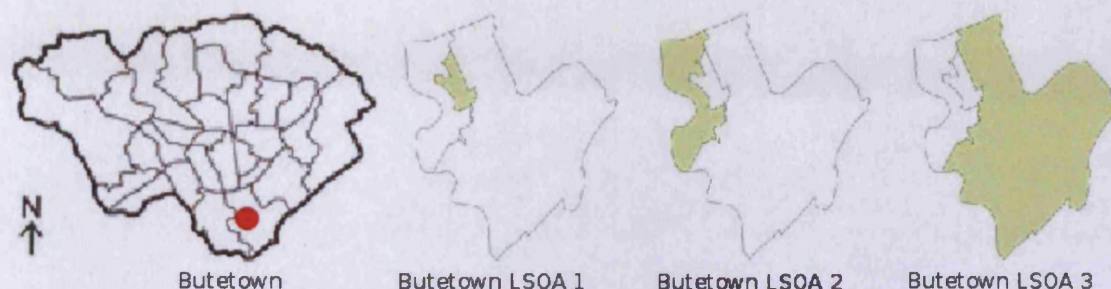 N
Butetown
Butetown LSOA 1
Butetown LSOA 2
Butetown LSOA 3